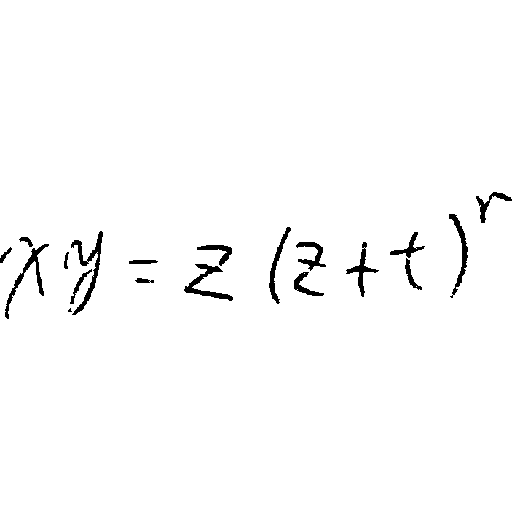 xy = z(z+t)^r